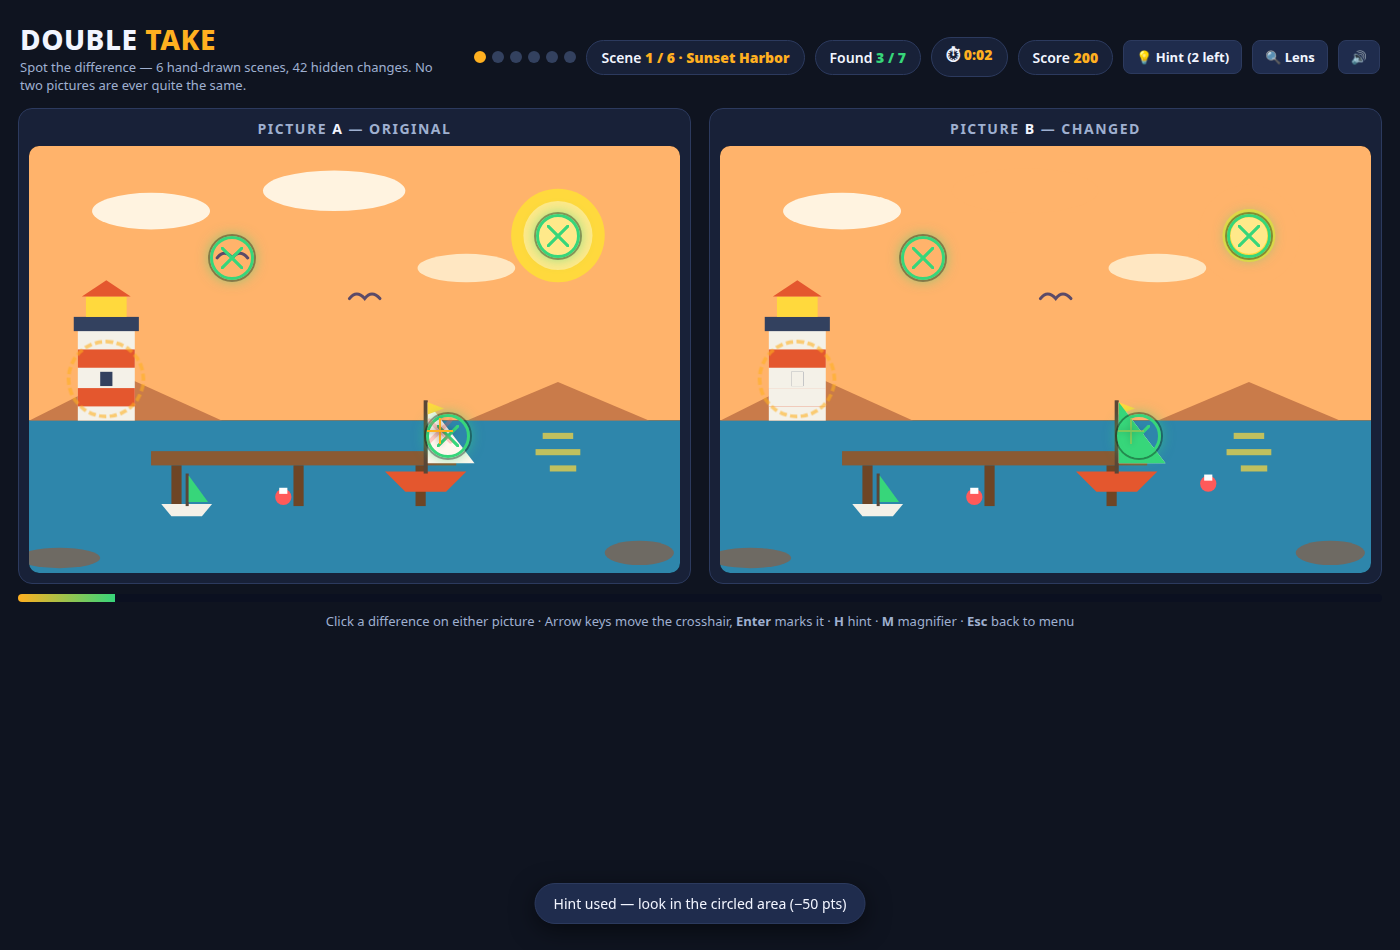 DOUBLE TAKE
Spot the difference — 6 hand-drawn scenes, 42 hidden changes. No
two pictures are ever quite the same.
Scene 1 / 6 · Sunset Harbor
Found 3 / 7
⏱ 0:02
Score 200
💡 Hint (2 left)
🔍 Lens
🔊
PICTURE A — ORIGINAL
PICTURE B — CHANGED
Click a difference on either picture · Arrow keys move the crosshair, Enter marks it · H hint · M magnifier · Esc back to menu
Hint used — look in the circled area (−50 pts)